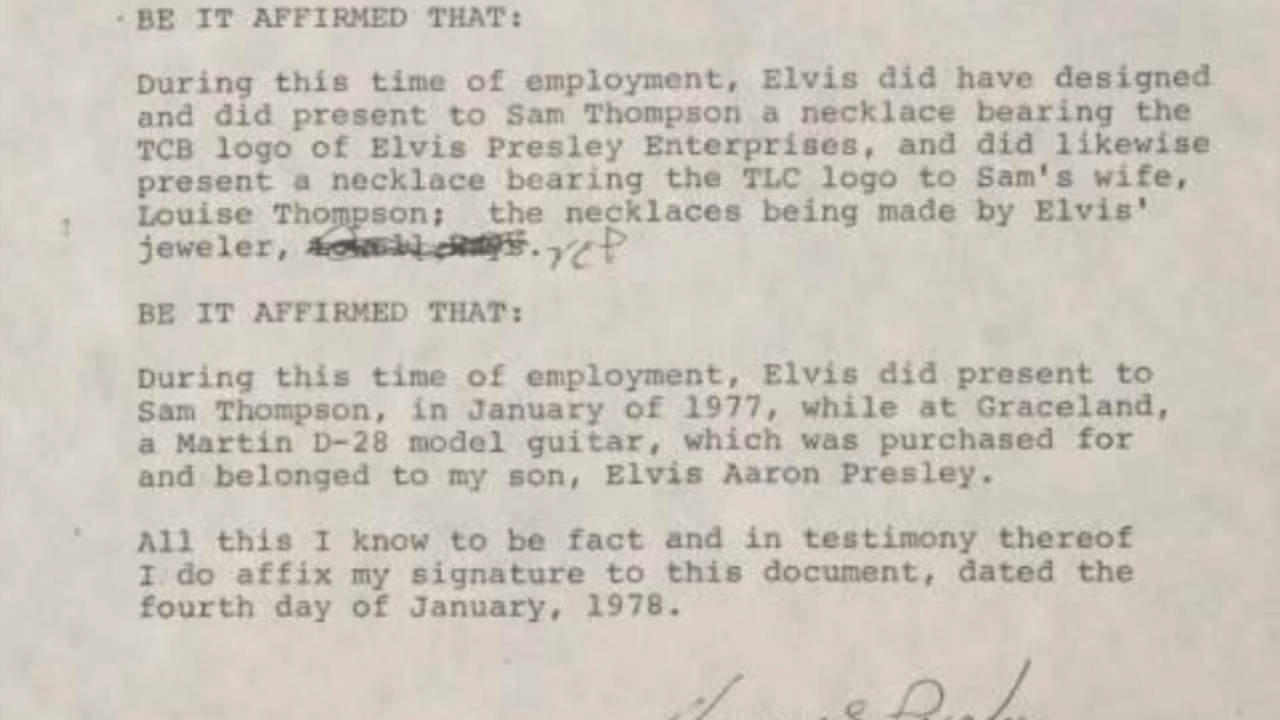 BE IT AFFIRMED THAT:
During this time of employment, Elvis did have designed
and did present to Sam Thompson a necklace bearing the
TCB logo of Elvis Presley Enterprises, and did likewise
present a necklace bearing the TLC logo to Sam's wife,
Louise Thompson; the necklaces being made by Elvis'
jeweler, .
BE IT AFFIRMED THAT:
During this time of employment, Elvis did present to
Sam Thompson, in January of 1977, while at Graceland,
a Martin D-28 model guitar, which was purchased for
and belonged to my son, Elvis Aaron Presley.
All this I know to be fact and in testimony thereof
I do affix my signature to this document, dated the
fourth day of January, 1978.